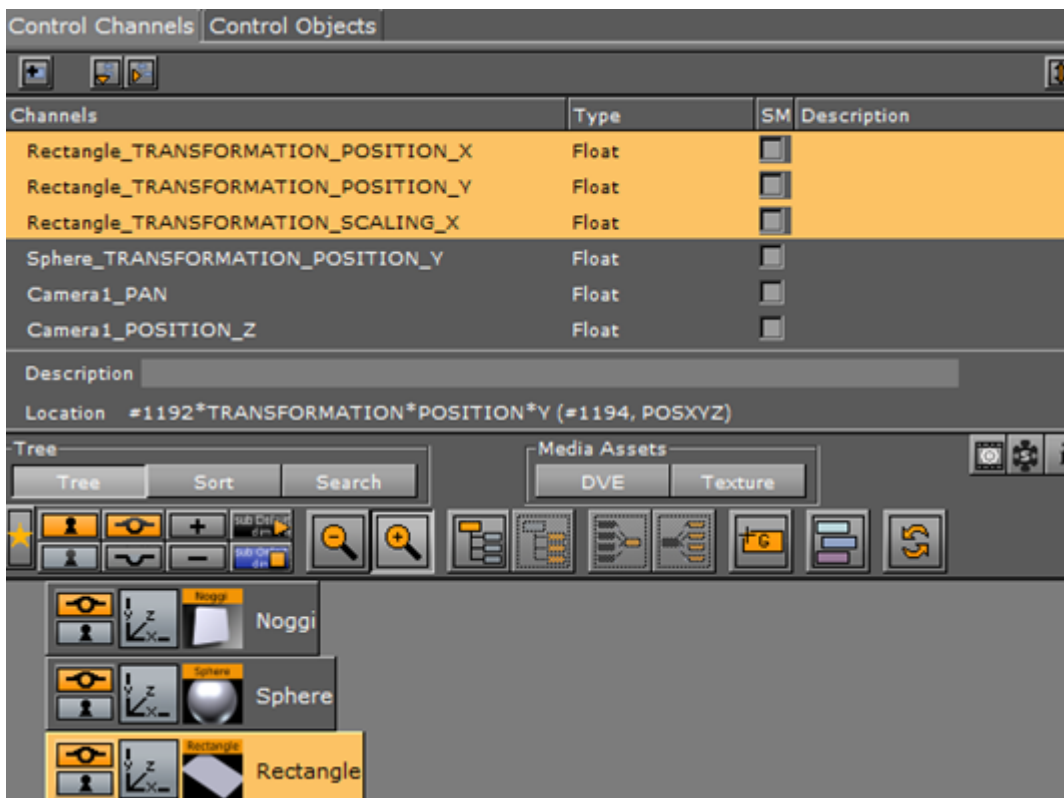 Control Channels Control Objects
Channels Type SM Description
Rectangle_TRANSFORMATION_POSITION_X Float
Rectangle_TRANSFORMATION_POSITION_Y Float
Rectangle_TRANSFORMATION_SCALING_X Float
Sphere_TRANSFORMATION_POSITION_Y Float
Camera1_PAN Float
Camera1_POSITION_Z Float
Description
Location #1192*TRANSFORMATION*POSITION*Y (#1194, POSXYZ)
Tree Media Assets
Tree Sort Search DVE Texture
G
Noggi
Noggi
Sphere
Sphere
Rectangle
Rectangle